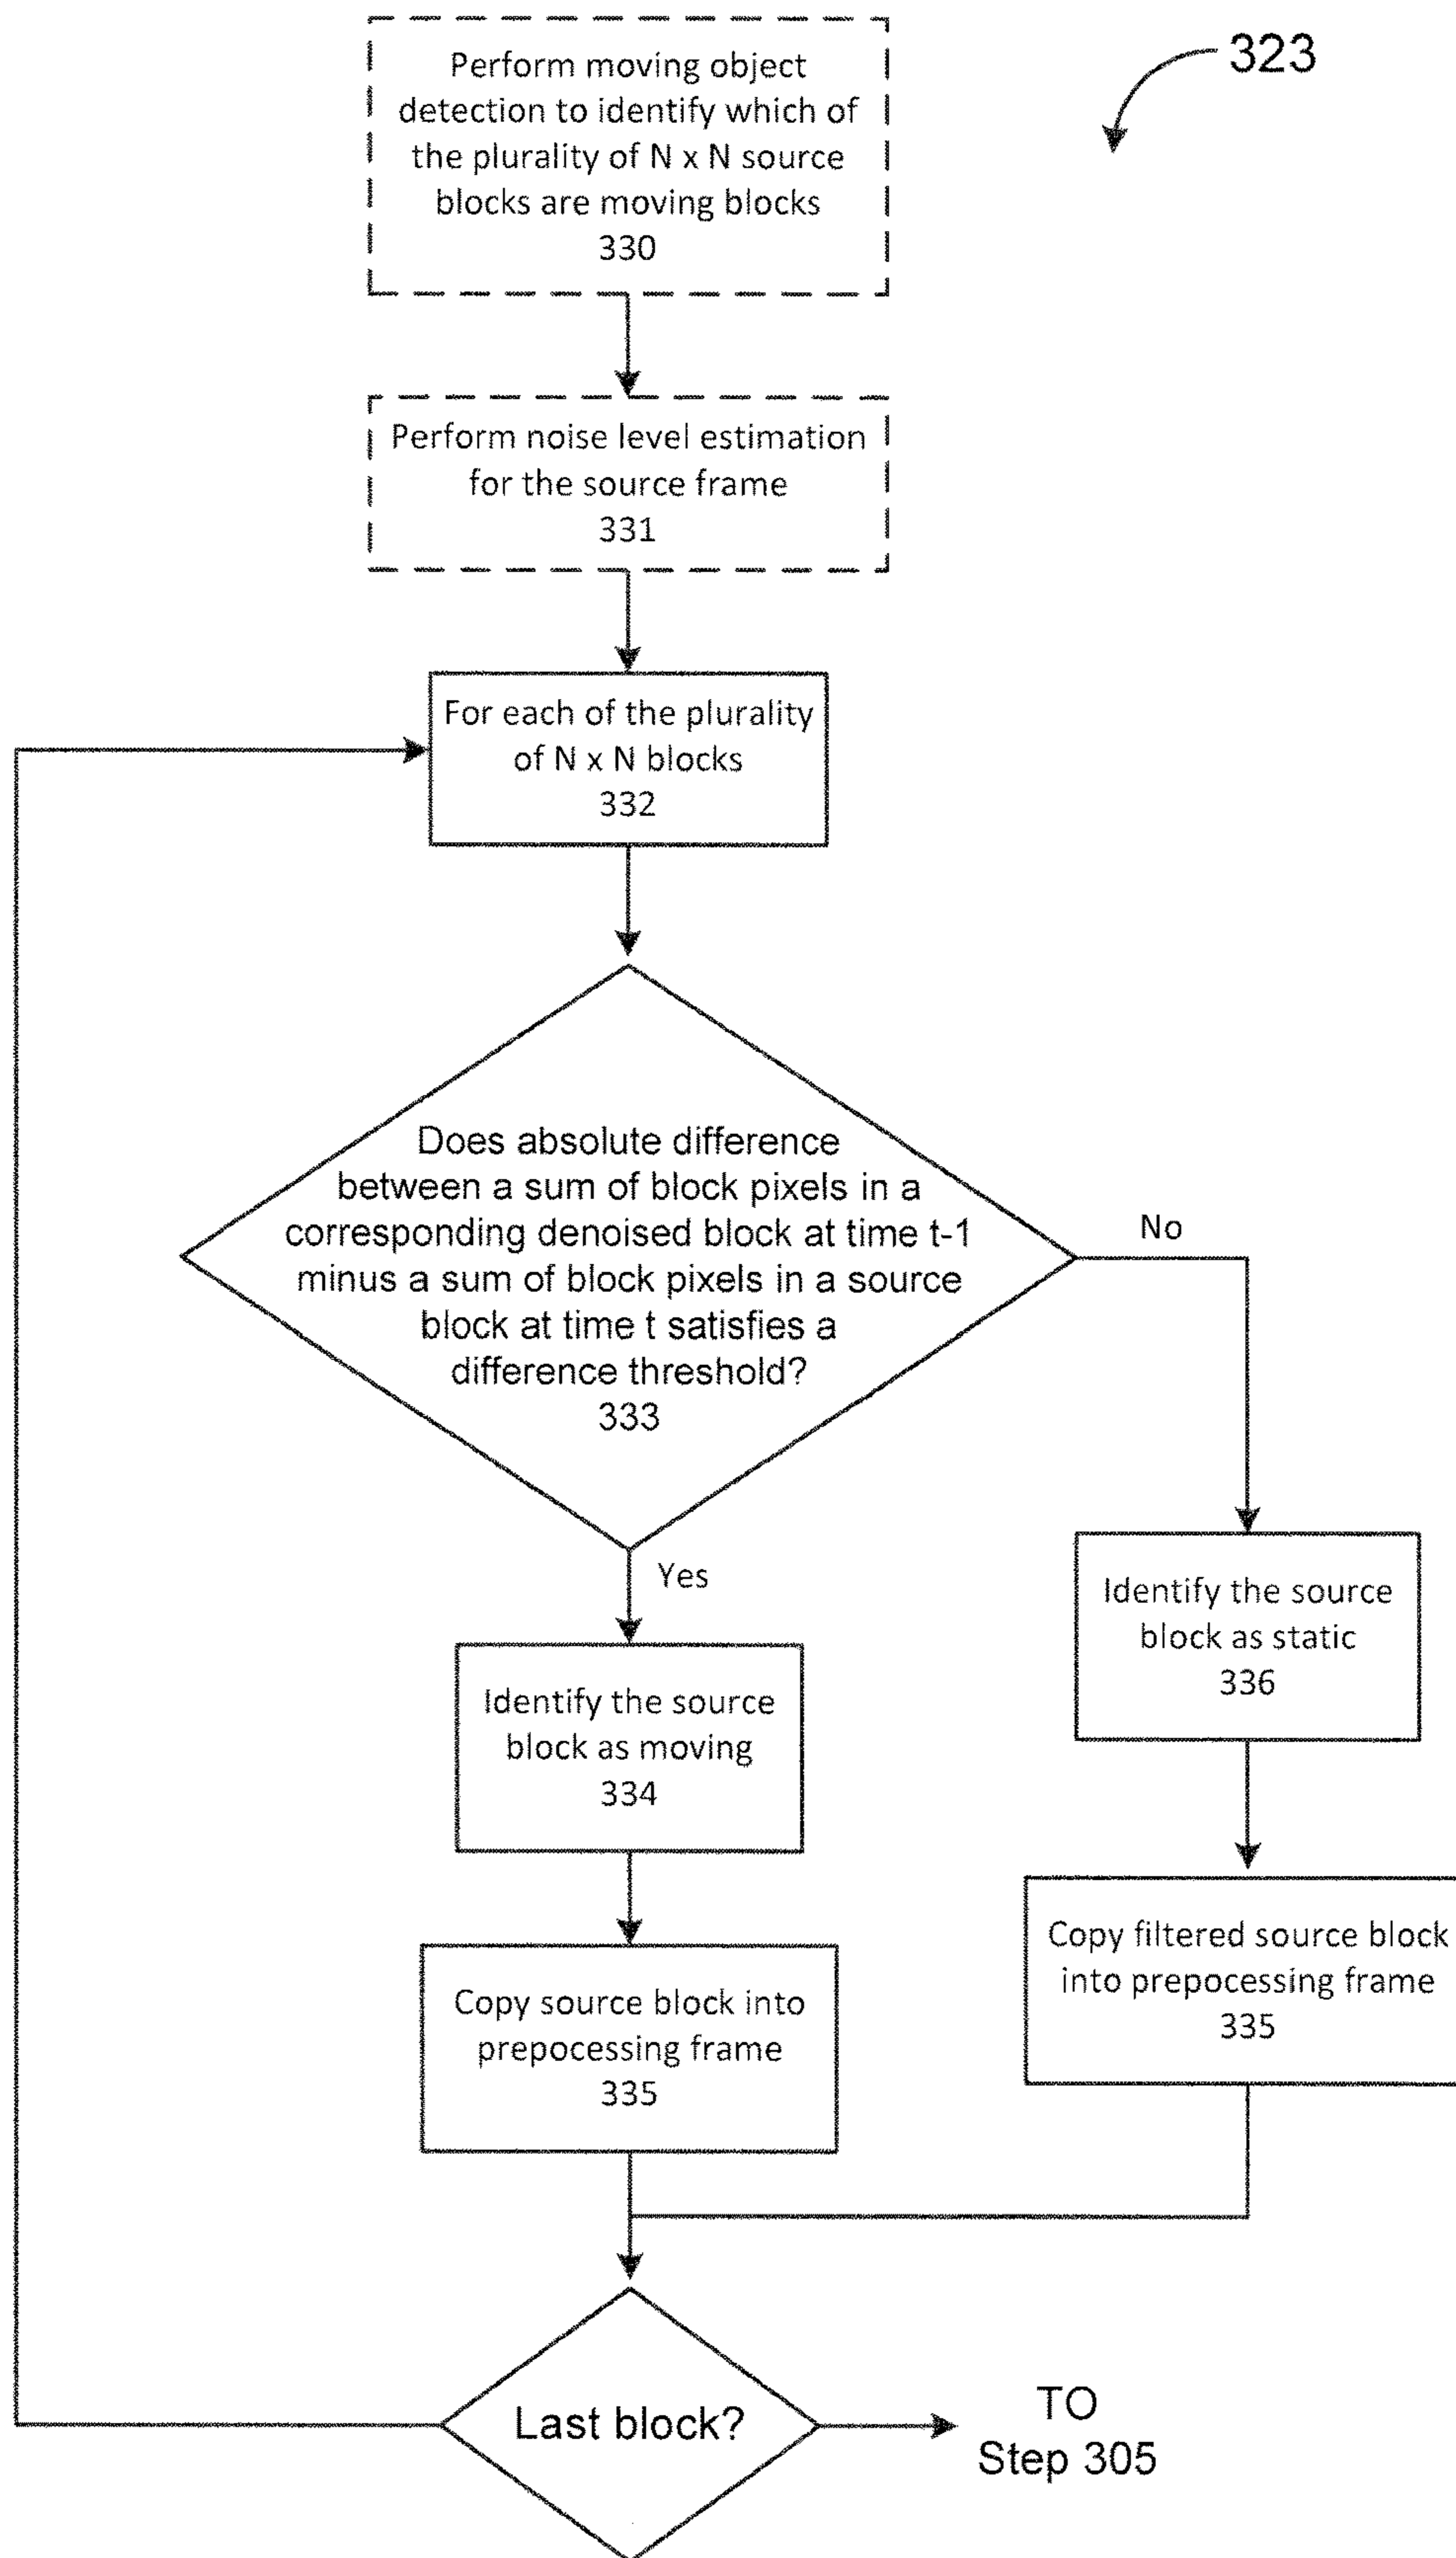 323
Perform moving object
detection to identify which of
the plurality of N x N source
blocks are moving blocks
330
Perform noise level estimation
for the source frame
331
For each of the plurality
of N x N blocks
332
Does absolute difference
between a sum of block pixels in a
corresponding denoised block at time t-1
minus a sum of block pixels in a source
block at time t satisfies a
difference threshold?
333
No
Yes
Identify the source
block as moving
334
Identify the source
block as static
336
Copy source block into
prepocessing frame
335
Copy filtered source block
into prepocessing frame
335
Last block?
TO
Step 305